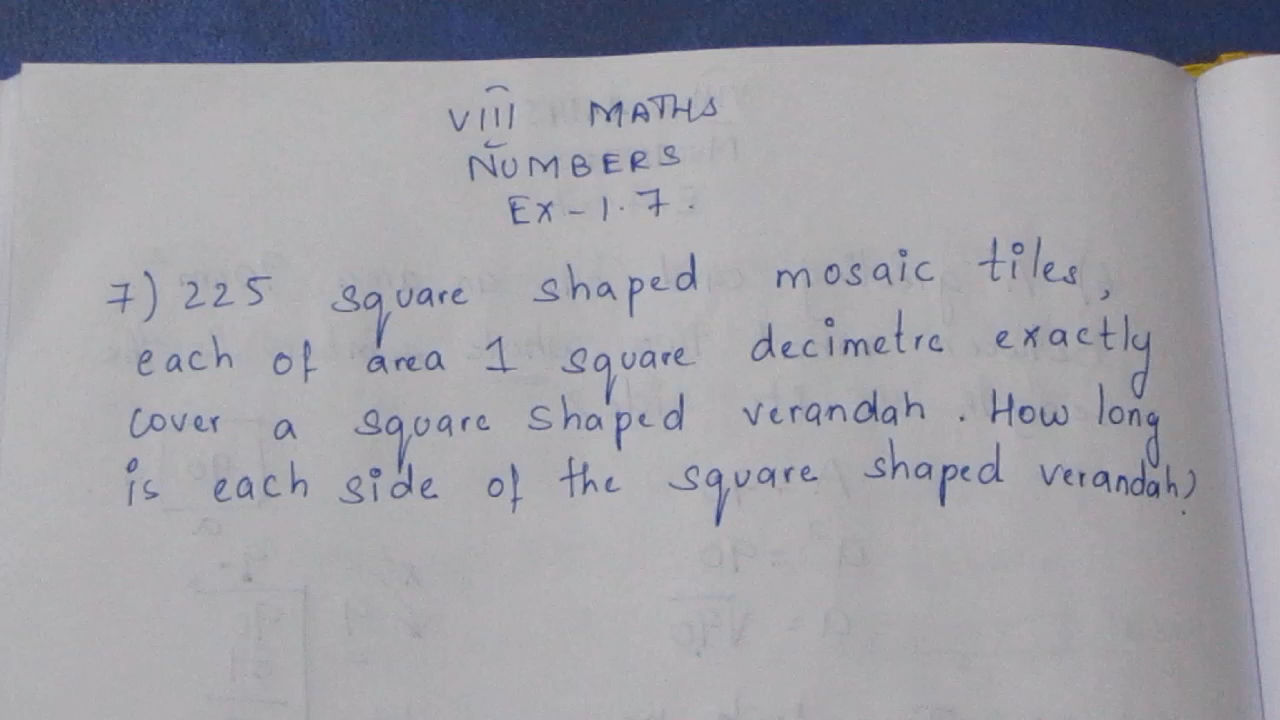 VIII MATHS
NUMBERS
EX-1.7.
7) 225 square shaped mosaic tiles,
each of area 1 square decimetre exactly
cover a square shaped verandah. How long
is each side of the square shaped verandah?